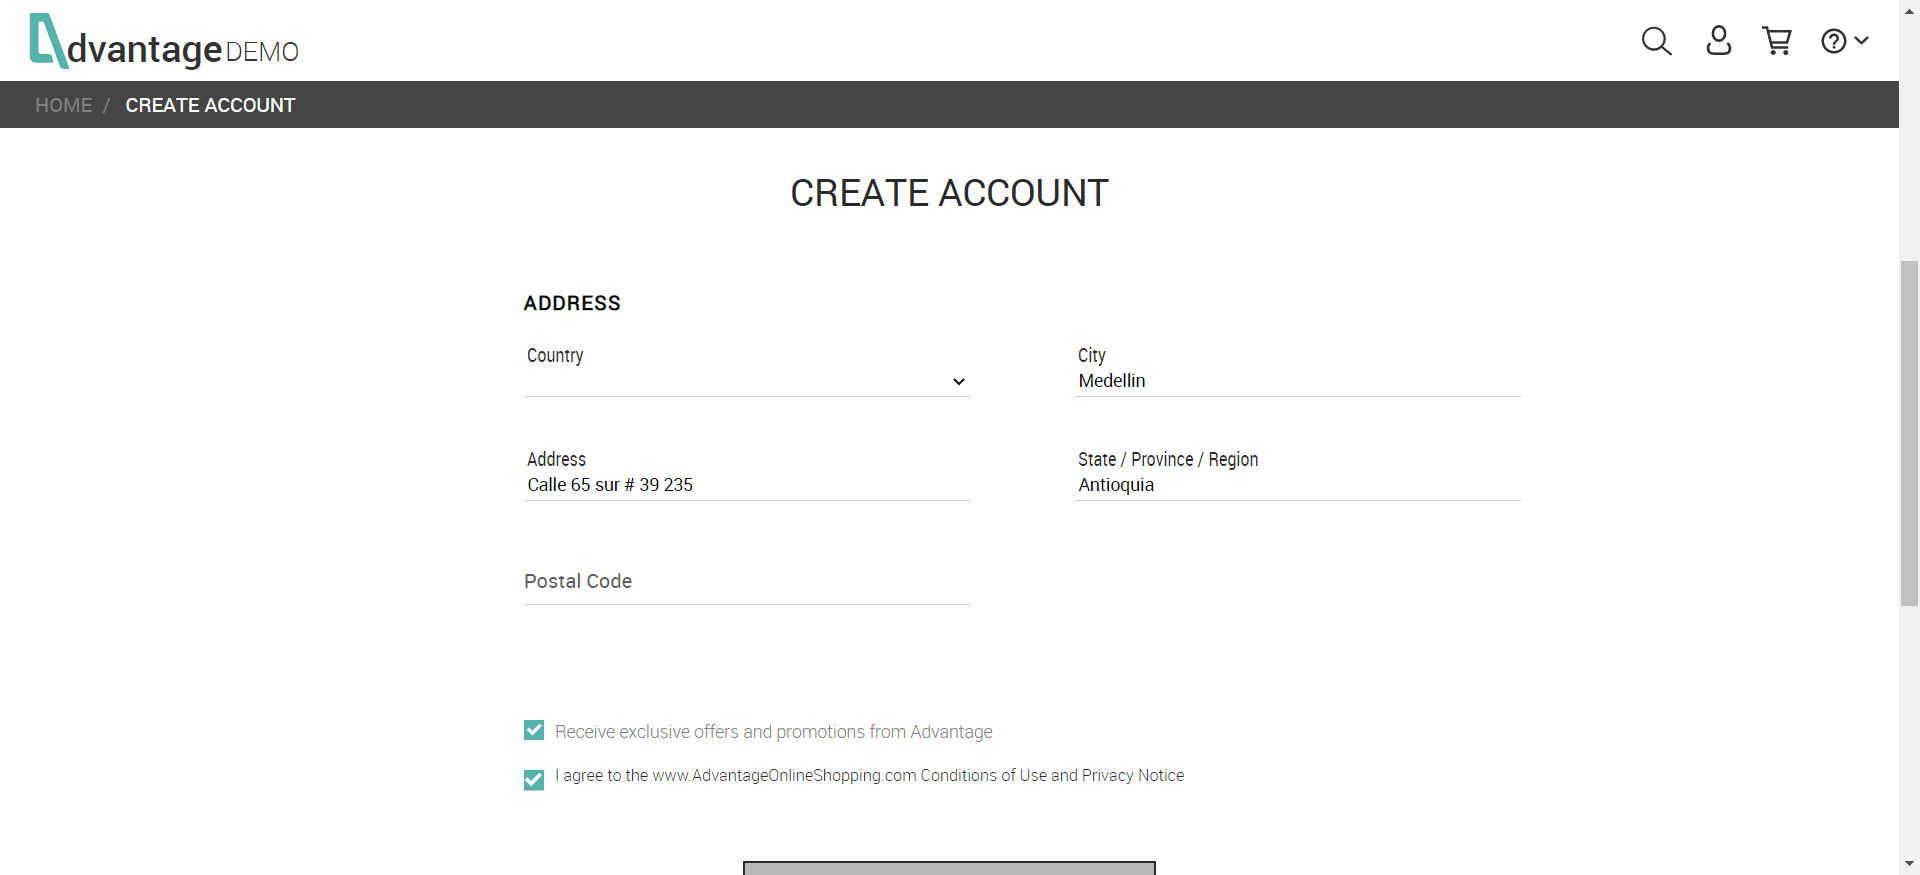 dvantage DEMO
HOME / CREATE ACCOUNT
CREATE ACCOUNT
ADDRESS
Country
City
Medellin
Address
Calle 65 sur # 39 235
State / Province / Region
Antioquia
Postal Code
Receive exclusive offers and promotions from Advantage
I agree to the www.AdvantageOnlineShopping.com Conditions of Use and Privacy Notice